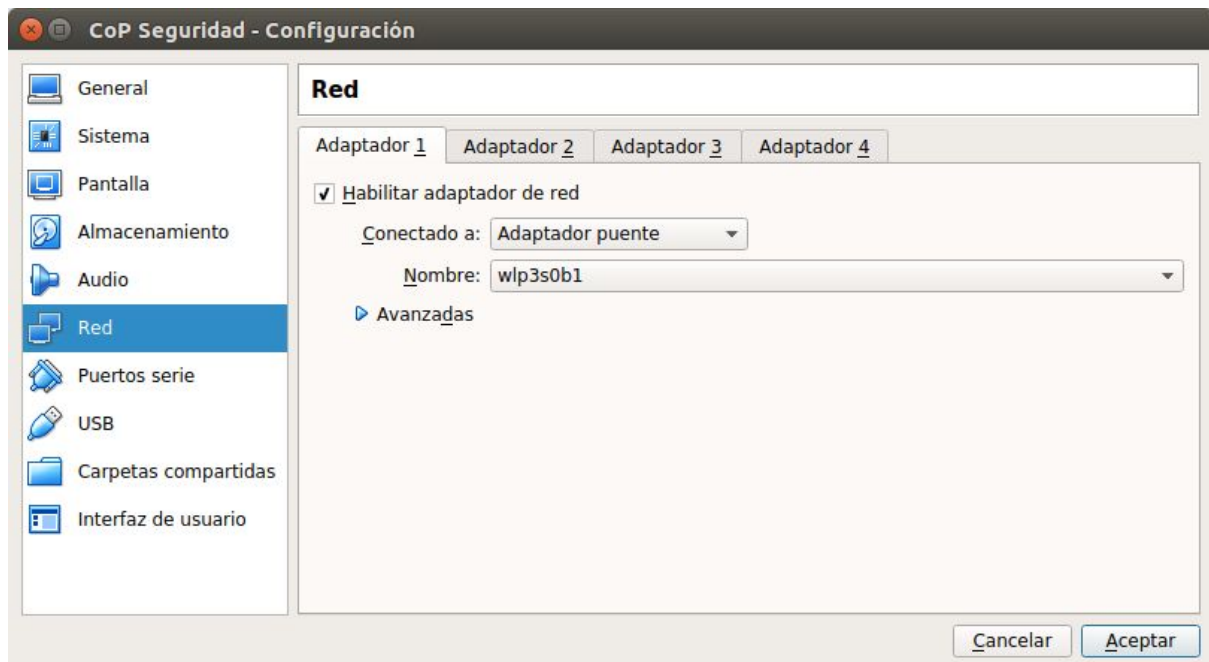 CoP Seguridad - Configuración
General
Sistema
Pantalla
Almacenamiento
Audio
Red
Puertos serie
USB
Carpetas compartidas
Interfaz de usuario
Red
Adaptador 1 Adaptador 2 Adaptador 3 Adaptador 4
Habilitar adaptador de red
Conectado a: Adaptador puente
Nombre: wlp3s0b1
Avanzadas
Cancelar Aceptar